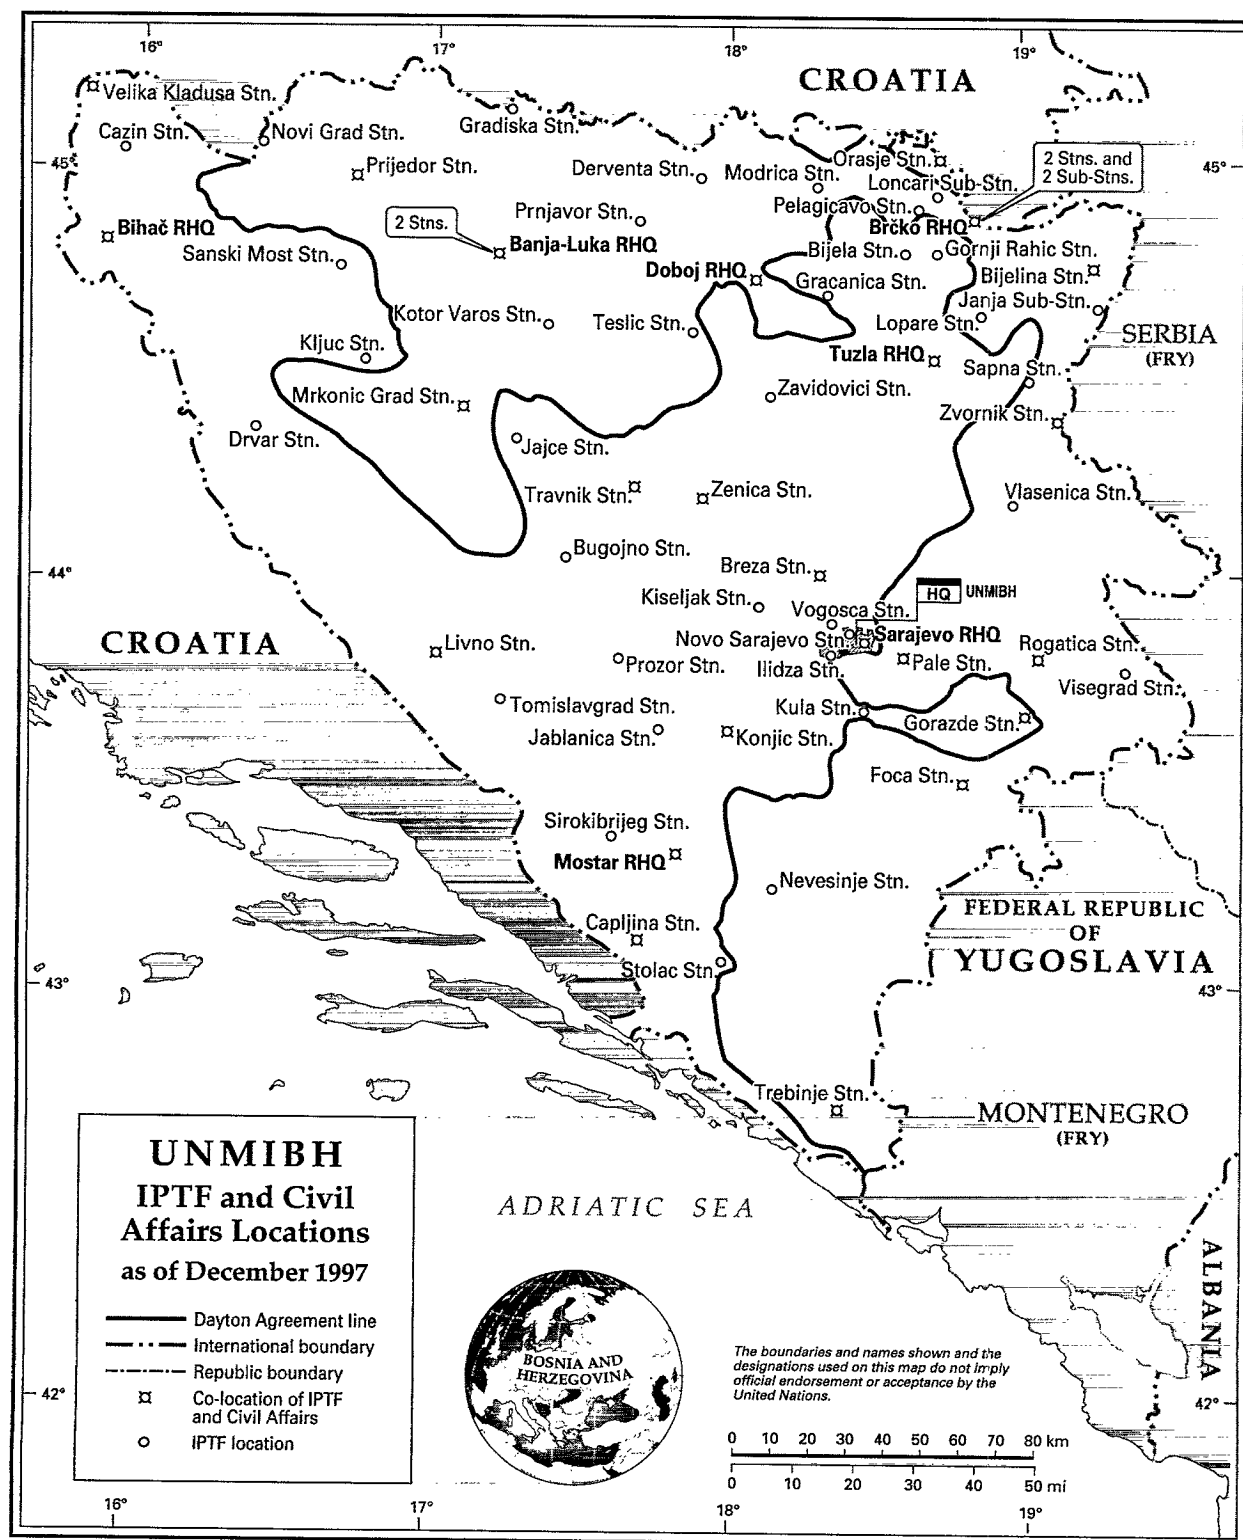 16°
17°
18°
19°
CROATIA
Velika Kladusa Stn.
Cazin Stn.
Novi Grad Stn.
Gradiska Stn.
45°
Prijedor Stn.
Derventa Stn.
Modrica Stn.
Orasje Stn.
Loncari Sub-Stn.
2 Stns. and
2 Sub-Stns.
45°
Pelagicavo Stn.
Prnjavor Stn.
2 Stns.
Bihač RHQ
Banja-Luka RHQ
Brčko RHQ
Sanski Most Stn.
Bijela Stn.
Gornji Rahic Stn.
Doboj RHQ
Gracanica Stn.
Bijelina Stn.
Janja Sub-Stn.
Kotor Varos Stn.
Teslic Stn.
Lopare Stn.
SERBIA
(FRY)
Kljuc Stn.
Tuzla RHQ
Sapna Stn.
Mrkonic Grad Stn.
Zavidovici Stn.
Zvornik Stn.
Drvar Stn.
Jajce Stn.
Travnik Stn.
Zenica Stn.
Vlasenica Stn.
Bugojno Stn.
Breza Stn.
44°
HQ
UNMIBH
Kiseljak Stn.
Vogosca Stn.
CROATIA
Livno Stn.
Novo Sarajevo Stn.
Sarajevo RHQ
Rogatica Stn.
Prozor Stn.
Ilidza Stn.
Pale Stn.
Visegrad Stn.
Tomislavgrad Stn.
Kula Stn.
Gorazde Stn.
Jablanica Stn.
Konjic Stn.
Foca Stn.
Sirokibrijeg Stn.
Mostar RHQ
Nevesinje Stn.
Capljina Stn.
FEDERAL REPUBLIC
OF
YUGOSLAVIA
Stolac Stn.
43°
43°
Trebinje Stn.
MONTENEGRO
(FRY)
UNMIBH
IPTF and Civil
Affairs Locations
as of December 1997
Dayton Agreement line
International boundary
Republic boundary
Co-location of IPTF
and Civil Affairs
IPTF location
ADRIATIC SEA
ALBANIA
BOSNIA AND
HERZEGOVINA
The boundaries and names shown and the
designations used on this map do not imply
official endorsement or acceptance by the
United Nations.
42°
42°
0 10 20 30 40 50 60 70 80 km
0 10 20 30 40 50 mi
16°
17°
18°
19°